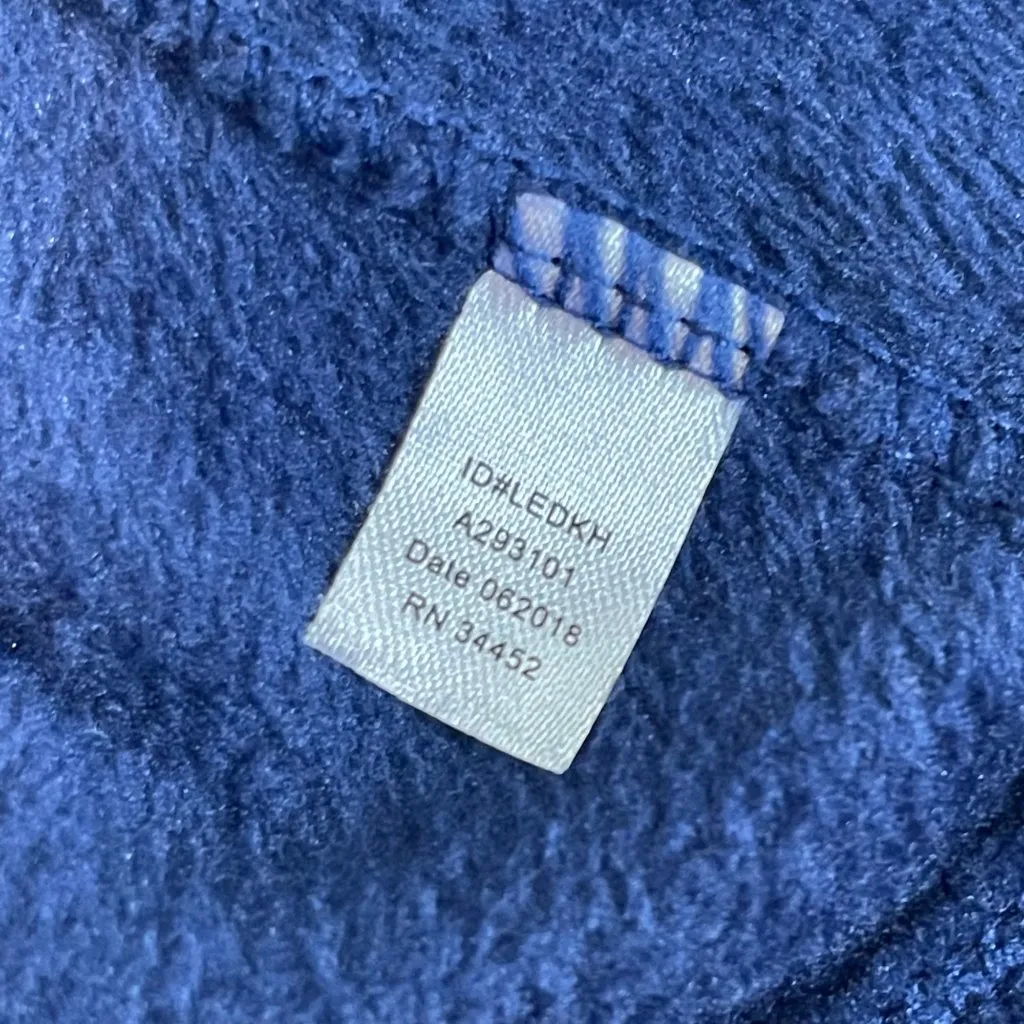 ID#LEDKH
A293101
Date 062018
RN 34452